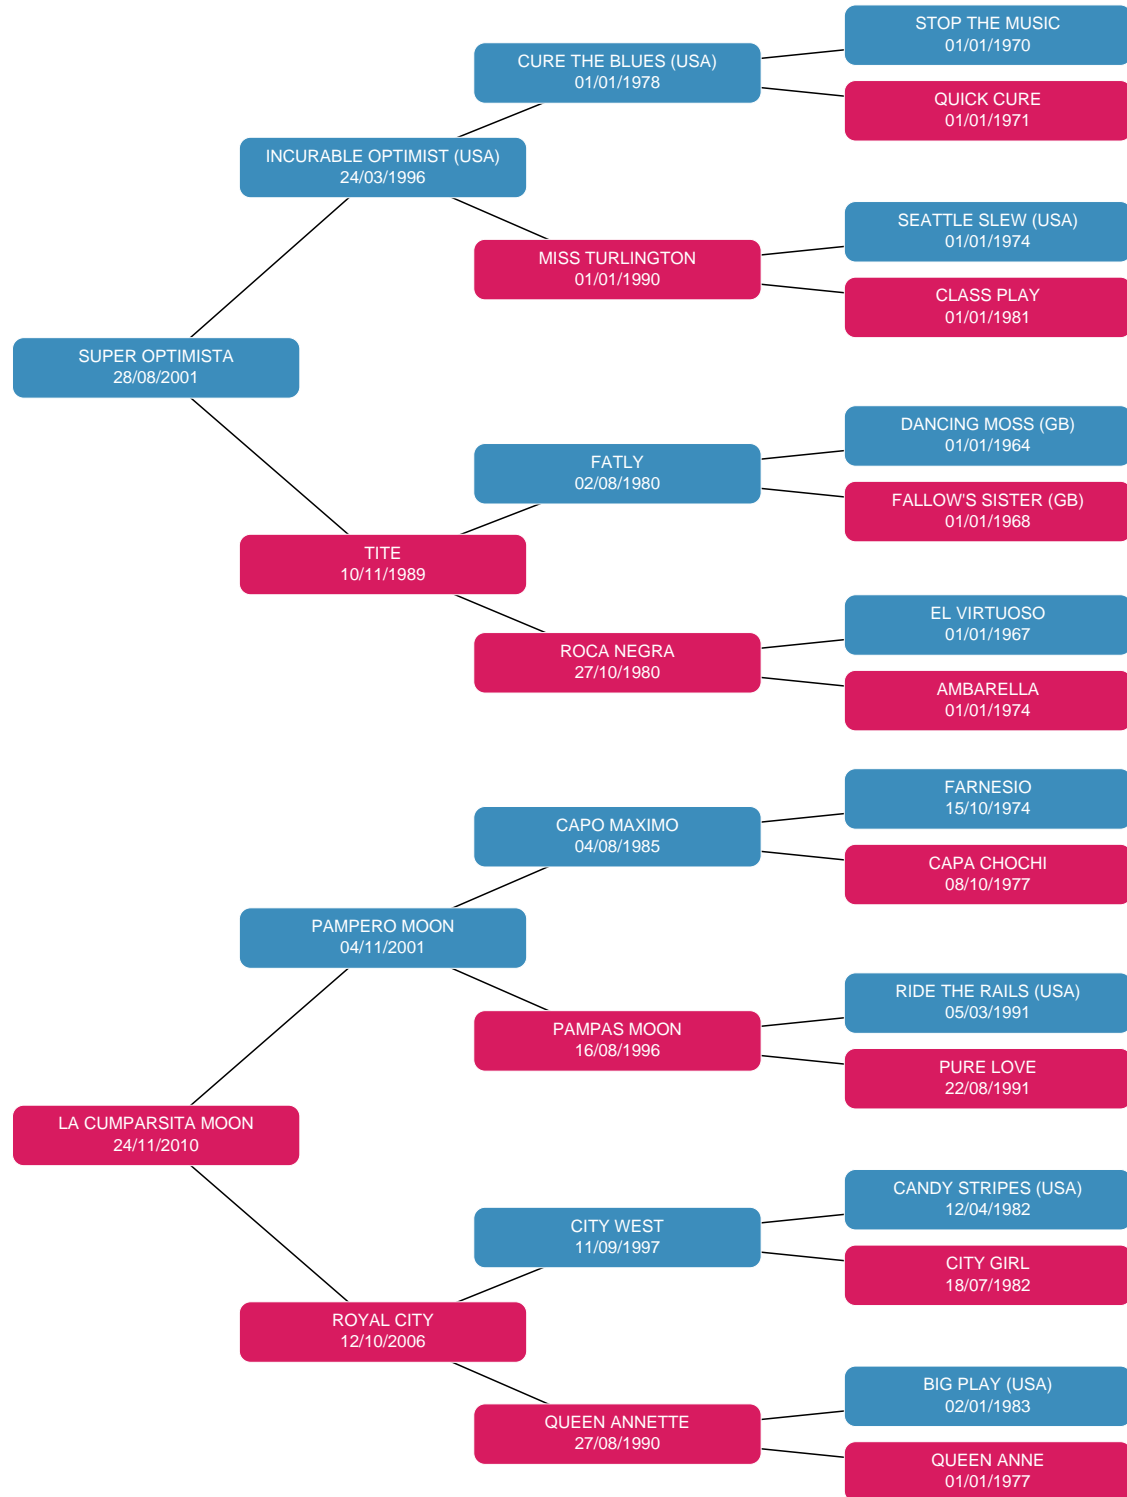 STOP THE MUSIC
01/01/1970
CURE THE BLUES (USA)
01/01/1978
QUICK CURE
01/01/1971
INCURABLE OPTIMIST (USA)
24/03/1996
SEATTLE SLEW (USA)
01/01/1974
MISS TURLINGTON
01/01/1990
CLASS PLAY
01/01/1981
SUPER OPTIMISTA
28/08/2001
DANCING MOSS (GB)
01/01/1964
FATLY
02/08/1980
FALLOW'S SISTER (GB)
01/01/1968
TITE
10/11/1989
EL VIRTUOSO
01/01/1967
ROCA NEGRA
27/10/1980
AMBARELLA
01/01/1974
FARNESIO
15/10/1974
CAPO MAXIMO
04/08/1985
CAPA CHOCHI
08/10/1977
PAMPERO MOON
04/11/2001
RIDE THE RAILS (USA)
05/03/1991
PAMPAS MOON
16/08/1996
PURE LOVE
22/08/1991
LA CUMPARSITA MOON
24/11/2010
CANDY STRIPES (USA)
12/04/1982
CITY WEST
11/09/1997
CITY GIRL
18/07/1982
ROYAL CITY
12/10/2006
BIG PLAY (USA)
02/01/1983
QUEEN ANNETTE
27/08/1990
QUEEN ANNE
01/01/1977